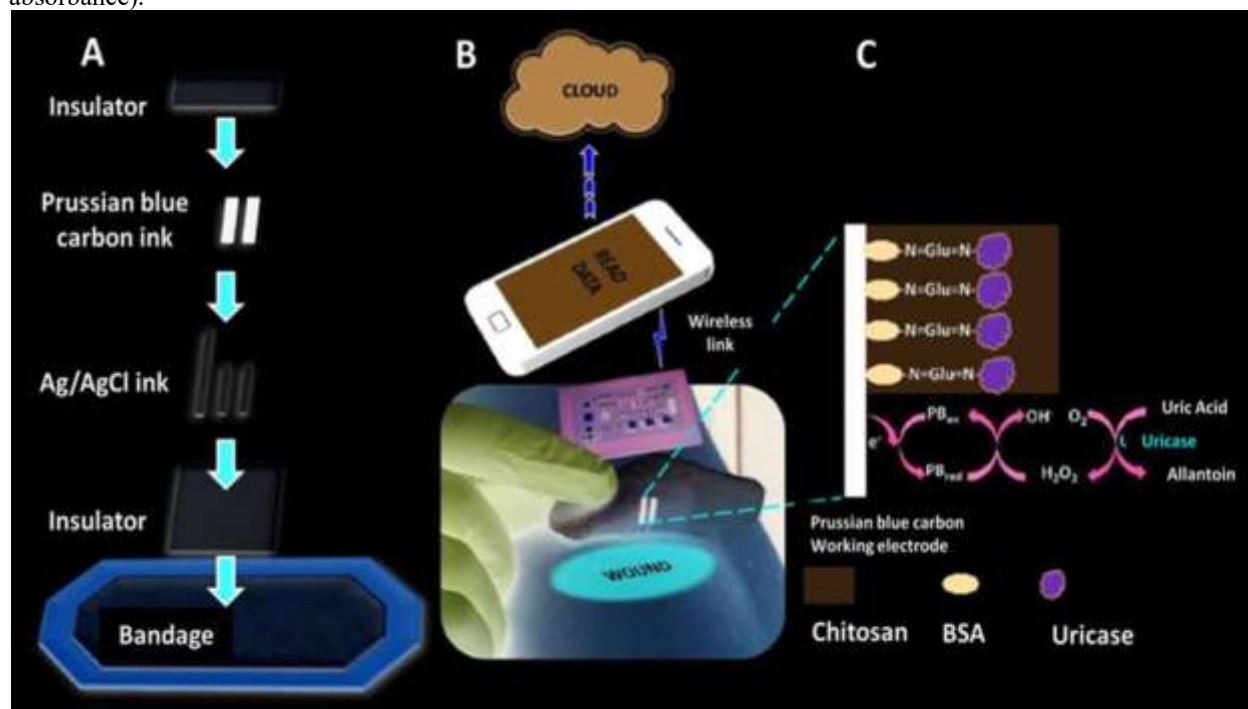 absorbance).
A
Insulator
Prussian blue
carbon ink
Ag/AgCl ink
Insulator
Bandage
B
CLOUD
READ
DATA
Wireless
link
WOUND
C
N=Glu=N
N=Glu=N
N=Glu=N
N=Glu=N
PBox OH- O2 Uric Acid
e- Uricase
PBred H2O2 Allantoin
Prussian blue carbon
Working electrode
Chitosan BSA Uricase